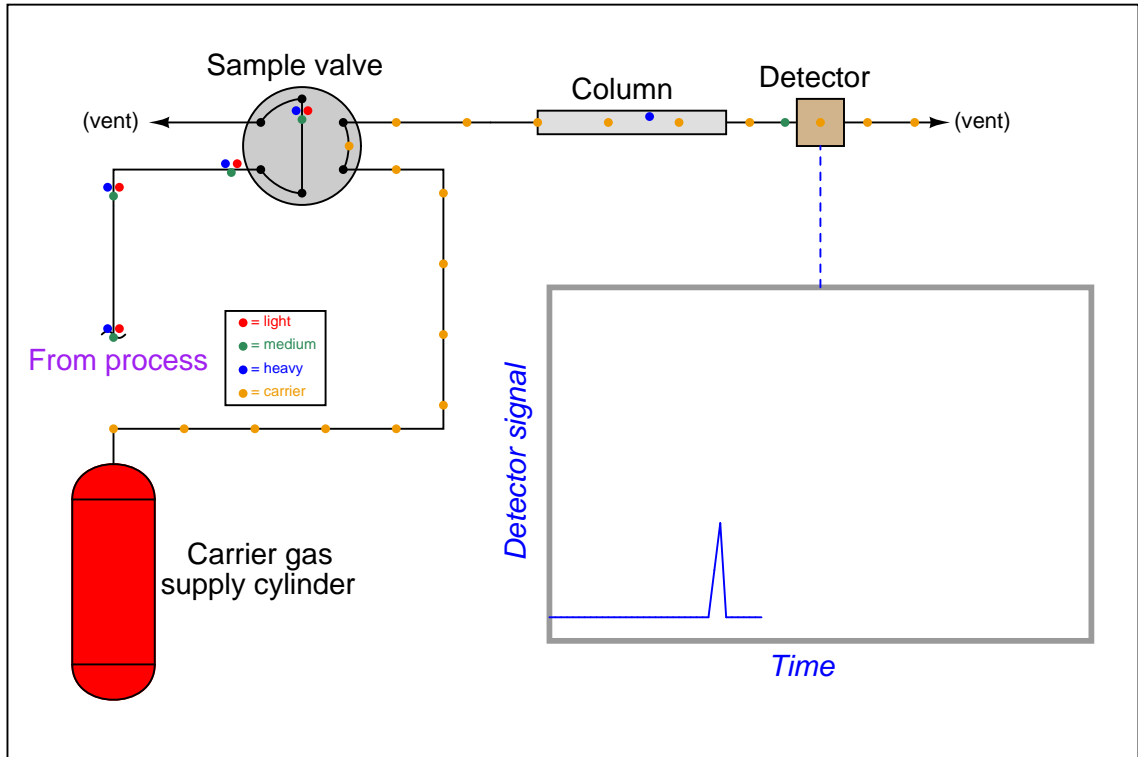 Sample valve
Column
Detector
(vent)
(vent)
= light
= medium
= heavy
= carrier
From process
Detector signal
Carrier gas
supply cylinder
Time